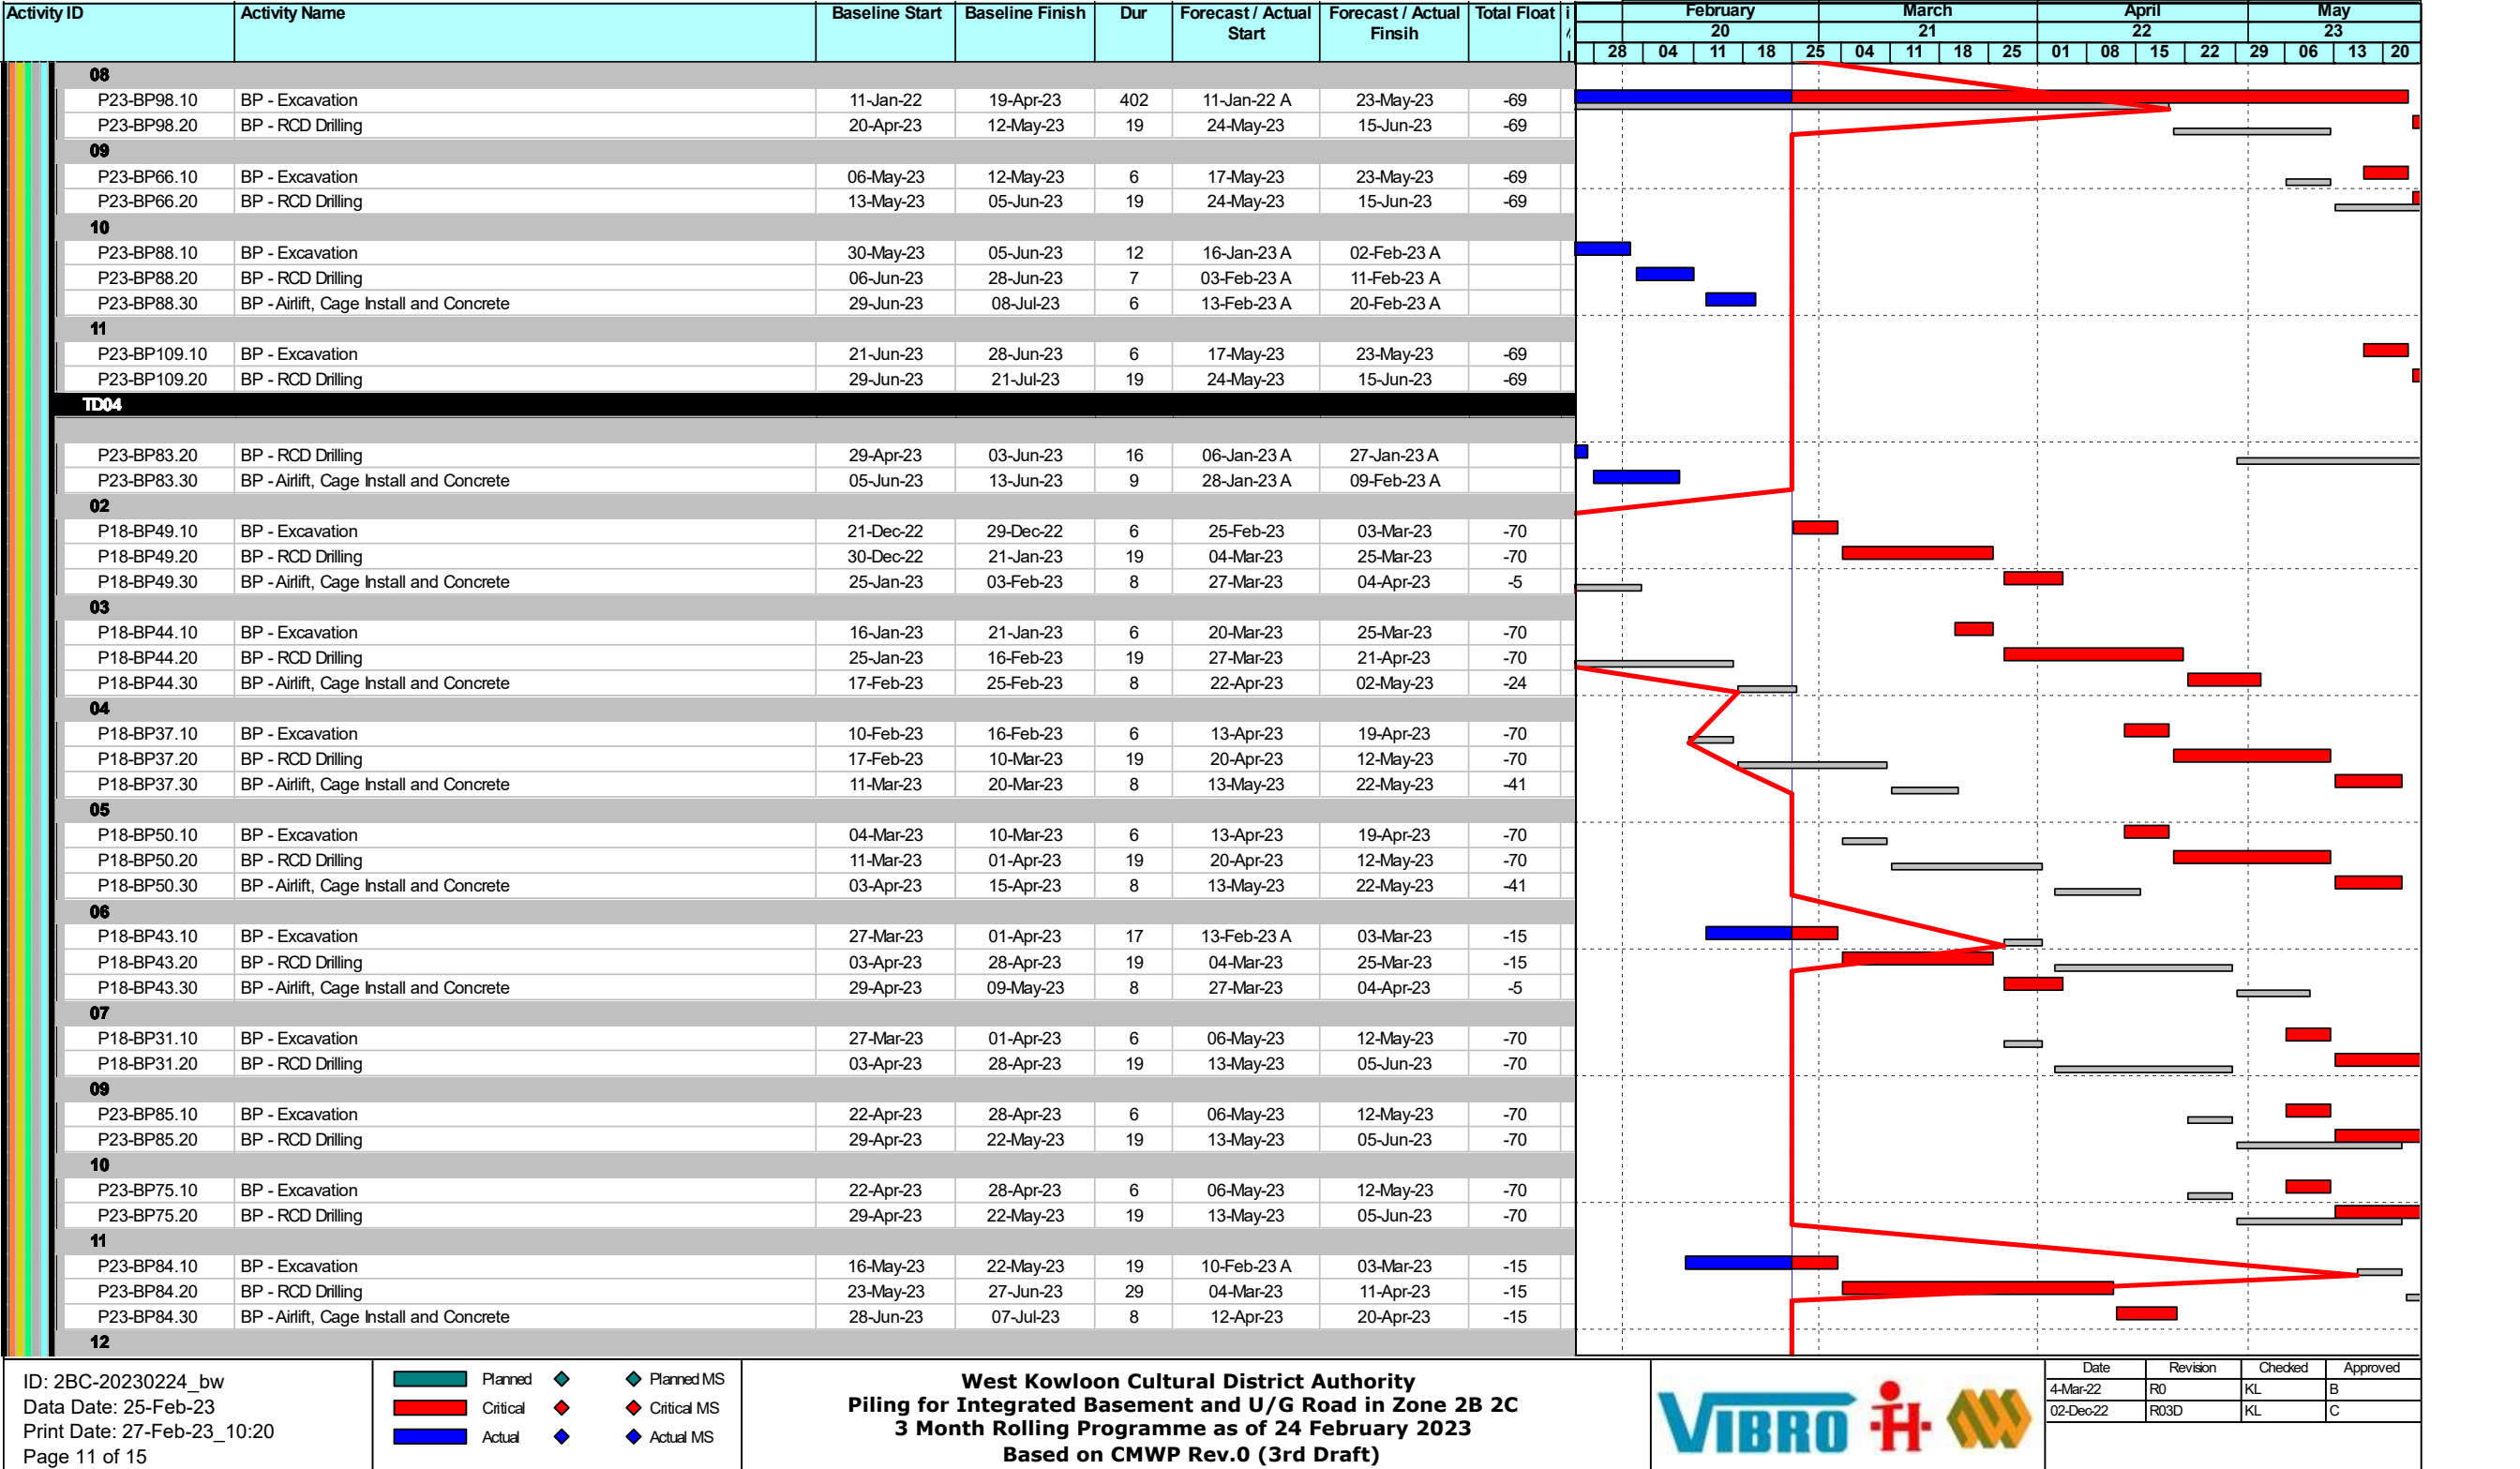 Activity ID Activity Name Baseline Start Baseline Finish Dur Forecast / Actual Start Forecast / Actual Finsih Total Float
February March April May
20 21 22 23
28 04 11 18 25 04 11 18 25 01 08 15 22 29 06 13 20
08
P23-BP98.10 BP - Excavation 11-Jan-22 19-Apr-23 402 11-Jan-22 A 23-May-23 -69
P23-BP98.20 BP - RCD Drilling 20-Apr-23 12-May-23 19 24-May-23 15-Jun-23 -69
09
P23-BP66.10 BP - Excavation 06-May-23 12-May-23 6 17-May-23 23-May-23 -69
P23-BP66.20 BP - RCD Drilling 13-May-23 05-Jun-23 19 24-May-23 15-Jun-23 -69
10
P23-BP88.10 BP - Excavation 30-May-23 05-Jun-23 12 16-Jan-23 A 02-Feb-23 A
P23-BP88.20 BP - RCD Drilling 06-Jun-23 28-Jun-23 7 03-Feb-23 A 11-Feb-23 A
P23-BP88.30 BP - Airlift, Cage Install and Concrete 29-Jun-23 08-Jul-23 6 13-Feb-23 A 20-Feb-23 A
11
P23-BP109.10 BP - Excavation 21-Jun-23 28-Jun-23 6 17-May-23 23-May-23 -69
P23-BP109.20 BP - RCD Drilling 29-Jun-23 21-Jul-23 19 24-May-23 15-Jun-23 -69
TD04
P23-BP83.20 BP - RCD Drilling 29-Apr-23 03-Jun-23 16 06-Jan-23 A 27-Jan-23 A
P23-BP83.30 BP - Airlift, Cage Install and Concrete 05-Jun-23 13-Jun-23 9 28-Jan-23 A 09-Feb-23 A
02
P18-BP49.10 BP - Excavation 21-Dec-22 29-Dec-22 6 25-Feb-23 03-Mar-23 -70
P18-BP49.20 BP - RCD Drilling 30-Dec-22 21-Jan-23 19 04-Mar-23 25-Mar-23 -70
P18-BP49.30 BP - Airlift, Cage Install and Concrete 25-Jan-23 03-Feb-23 8 27-Mar-23 04-Apr-23 -5
03
P18-BP44.10 BP - Excavation 16-Jan-23 21-Jan-23 6 20-Mar-23 25-Mar-23 -70
P18-BP44.20 BP - RCD Drilling 25-Jan-23 16-Feb-23 19 27-Mar-23 21-Apr-23 -70
P18-BP44.30 BP - Airlift, Cage Install and Concrete 17-Feb-23 25-Feb-23 8 22-Apr-23 02-May-23 -24
04
P18-BP37.10 BP - Excavation 10-Feb-23 16-Feb-23 6 13-Apr-23 19-Apr-23 -70
P18-BP37.20 BP - RCD Drilling 17-Feb-23 10-Mar-23 19 20-Apr-23 12-May-23 -70
P18-BP37.30 BP - Airlift, Cage Install and Concrete 11-Mar-23 20-Mar-23 8 13-May-23 22-May-23 -41
05
P18-BP50.10 BP - Excavation 04-Mar-23 10-Mar-23 6 13-Apr-23 19-Apr-23 -70
P18-BP50.20 BP - RCD Drilling 11-Mar-23 01-Apr-23 19 20-Apr-23 12-May-23 -70
P18-BP50.30 BP - Airlift, Cage Install and Concrete 03-Apr-23 15-Apr-23 8 13-May-23 22-May-23 -41
06
P18-BP43.10 BP - Excavation 27-Mar-23 01-Apr-23 17 13-Feb-23 A 03-Mar-23 -15
P18-BP43.20 BP - RCD Drilling 03-Apr-23 28-Apr-23 19 04-Mar-23 25-Mar-23 -15
P18-BP43.30 BP - Airlift, Cage Install and Concrete 29-Apr-23 09-May-23 8 27-Mar-23 04-Apr-23 -5
07
P18-BP31.10 BP - Excavation 27-Mar-23 01-Apr-23 6 06-May-23 12-May-23 -70
P18-BP31.20 BP - RCD Drilling 03-Apr-23 28-Apr-23 19 13-May-23 05-Jun-23 -70
09
P23-BP85.10 BP - Excavation 22-Apr-23 28-Apr-23 6 06-May-23 12-May-23 -70
P23-BP85.20 BP - RCD Drilling 29-Apr-23 22-May-23 19 13-May-23 05-Jun-23 -70
10
P23-BP75.10 BP - Excavation 22-Apr-23 28-Apr-23 6 06-May-23 12-May-23 -70
P23-BP75.20 BP - RCD Drilling 29-Apr-23 22-May-23 19 13-May-23 05-Jun-23 -70
11
P23-BP84.10 BP - Excavation 16-May-23 22-May-23 19 10-Feb-23 A 03-Mar-23 -15
P23-BP84.20 BP - RCD Drilling 23-May-23 27-Jun-23 29 04-Mar-23 11-Apr-23 -15
P23-BP84.30 BP - Airlift, Cage Install and Concrete 28-Jun-23 07-Jul-23 8 12-Apr-23 20-Apr-23 -15
12
ID: 2BC-20230224_bw
Data Date: 25-Feb-23
Print Date: 27-Feb-23_10:20
Page 11 of 15
Planned Planned MS
Critical Critical MS
Actual Actual MS
West Kowloon Cultural District Authority
Piling for Integrated Basement and U/G Road in Zone 2B 2C
3 Month Rolling Programme as of 24 February 2023
Based on CMWP Rev.0 (3rd Draft)
VIBRO
Date Revision Checked Approved
4-Mar-22 R0 KL B
02-Dec-22 R03D KL C